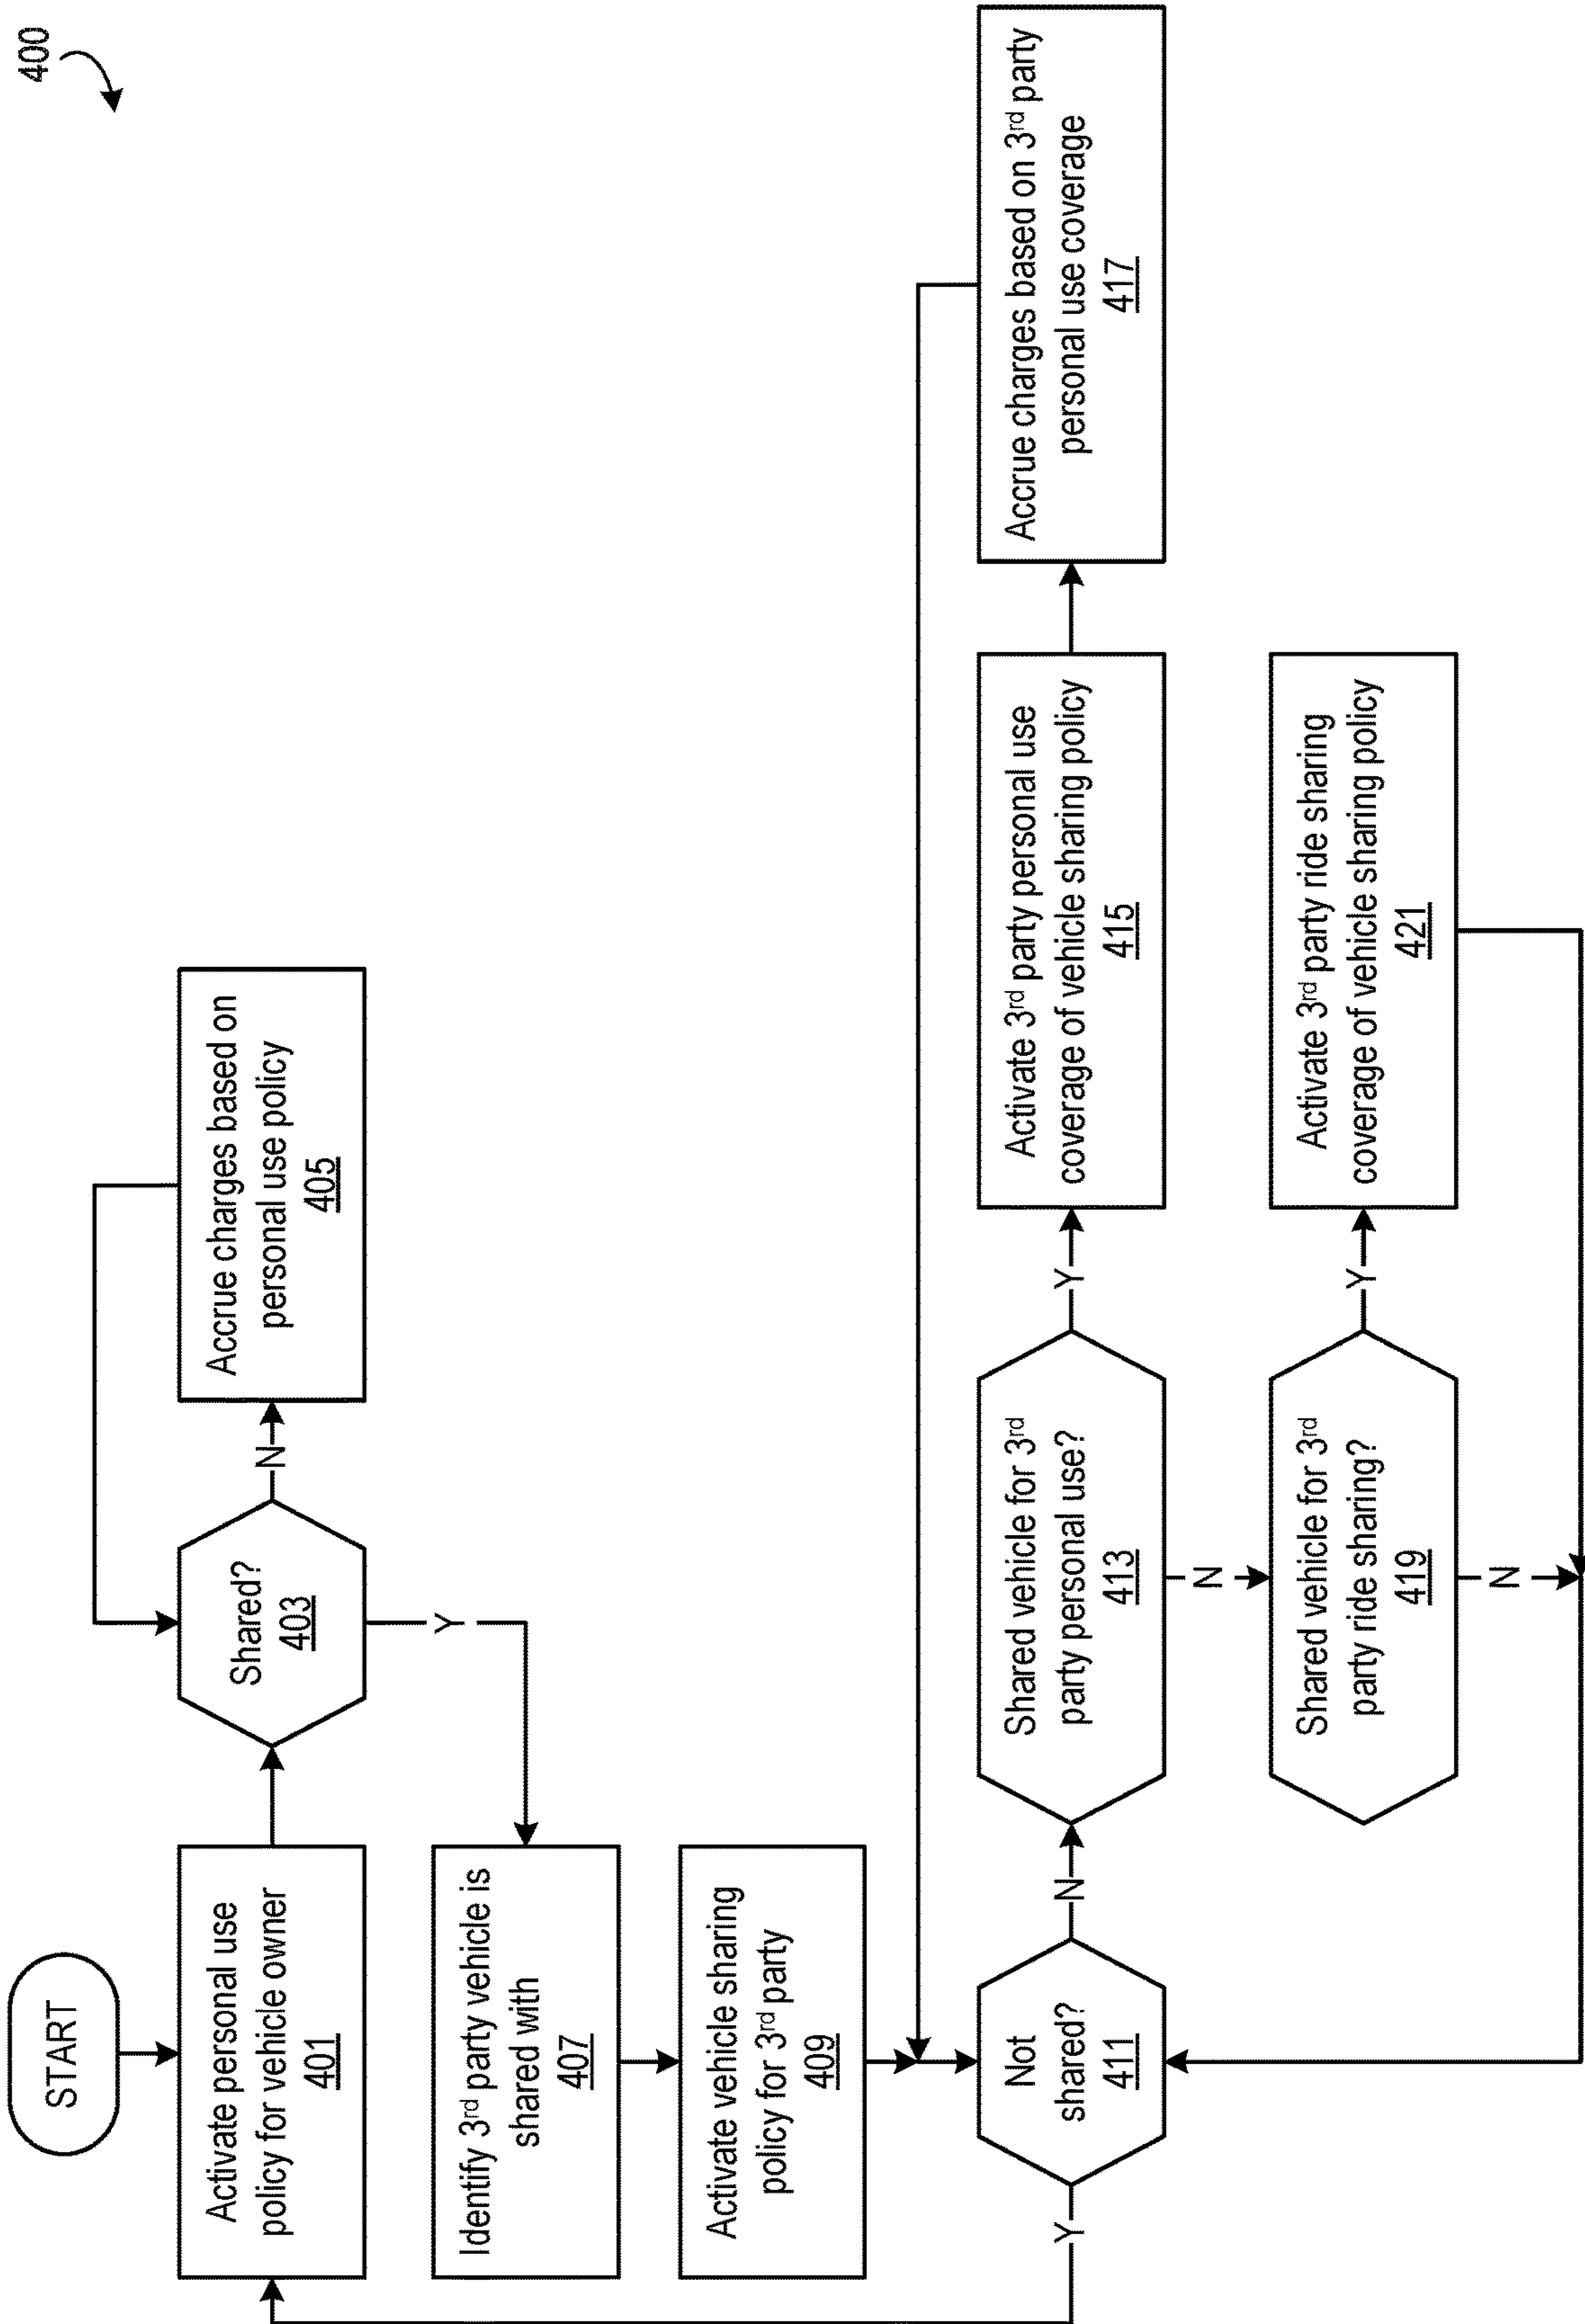 400
START
Activate personal use
policy for vehicle owner
401
Shared?
403
N
Accrue charges based on
personal use policy
405
Y
Identify 3rd party vehicle is
shared with
407
Activate vehicle sharing
policy for 3rd party
409
Not
shared?
411
Y
N
Shared vehicle for 3rd
party personal use?
413
Y
Activate 3rd party personal use
coverage of vehicle sharing policy
415
Accrue charges based on 3rd party
personal use coverage
417
N
Shared vehicle for 3rd
party ride sharing?
419
Y
Activate 3rd party ride sharing
coverage of vehicle sharing policy
421
N